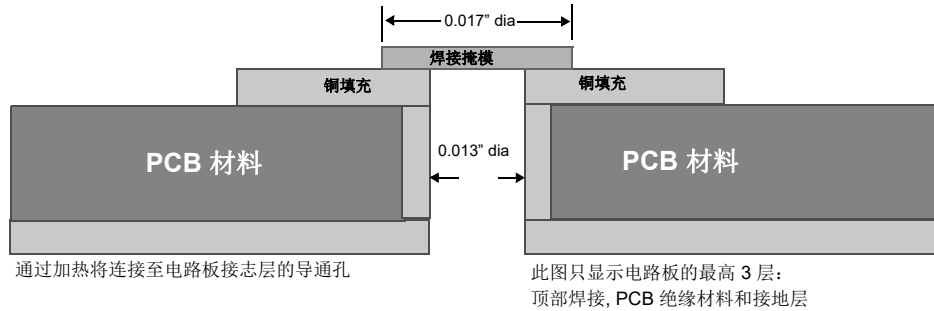 0.017” dia
焊接掩模
铜填充
铜填充
PCB 材料
0.013” dia
PCB 材料
通过加热将连接至电路板接志层的导通孔
此图只显示电路板的最高 3 层：
顶部焊接, PCB 绝缘材料和接地层